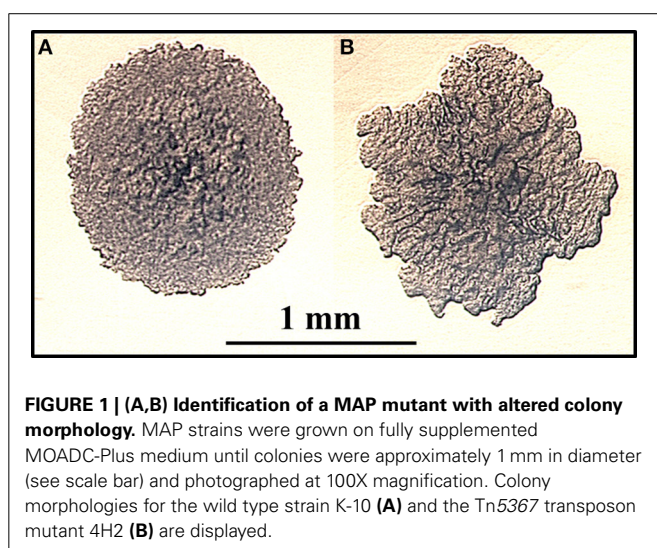 A B
1 mm
FIGURE 1 | (A,B) Identification of a MAP mutant with altered colony
morphology. MAP strains were grown on fully supplemented
MOADC-Plus medium until colonies were approximately 1 mm in diameter
(see scale bar) and photographed at 100X magnification. Colony
morphologies for the wild type strain K-10 (A) and the Tn5367 transposon
mutant 4H2 (B) are displayed.